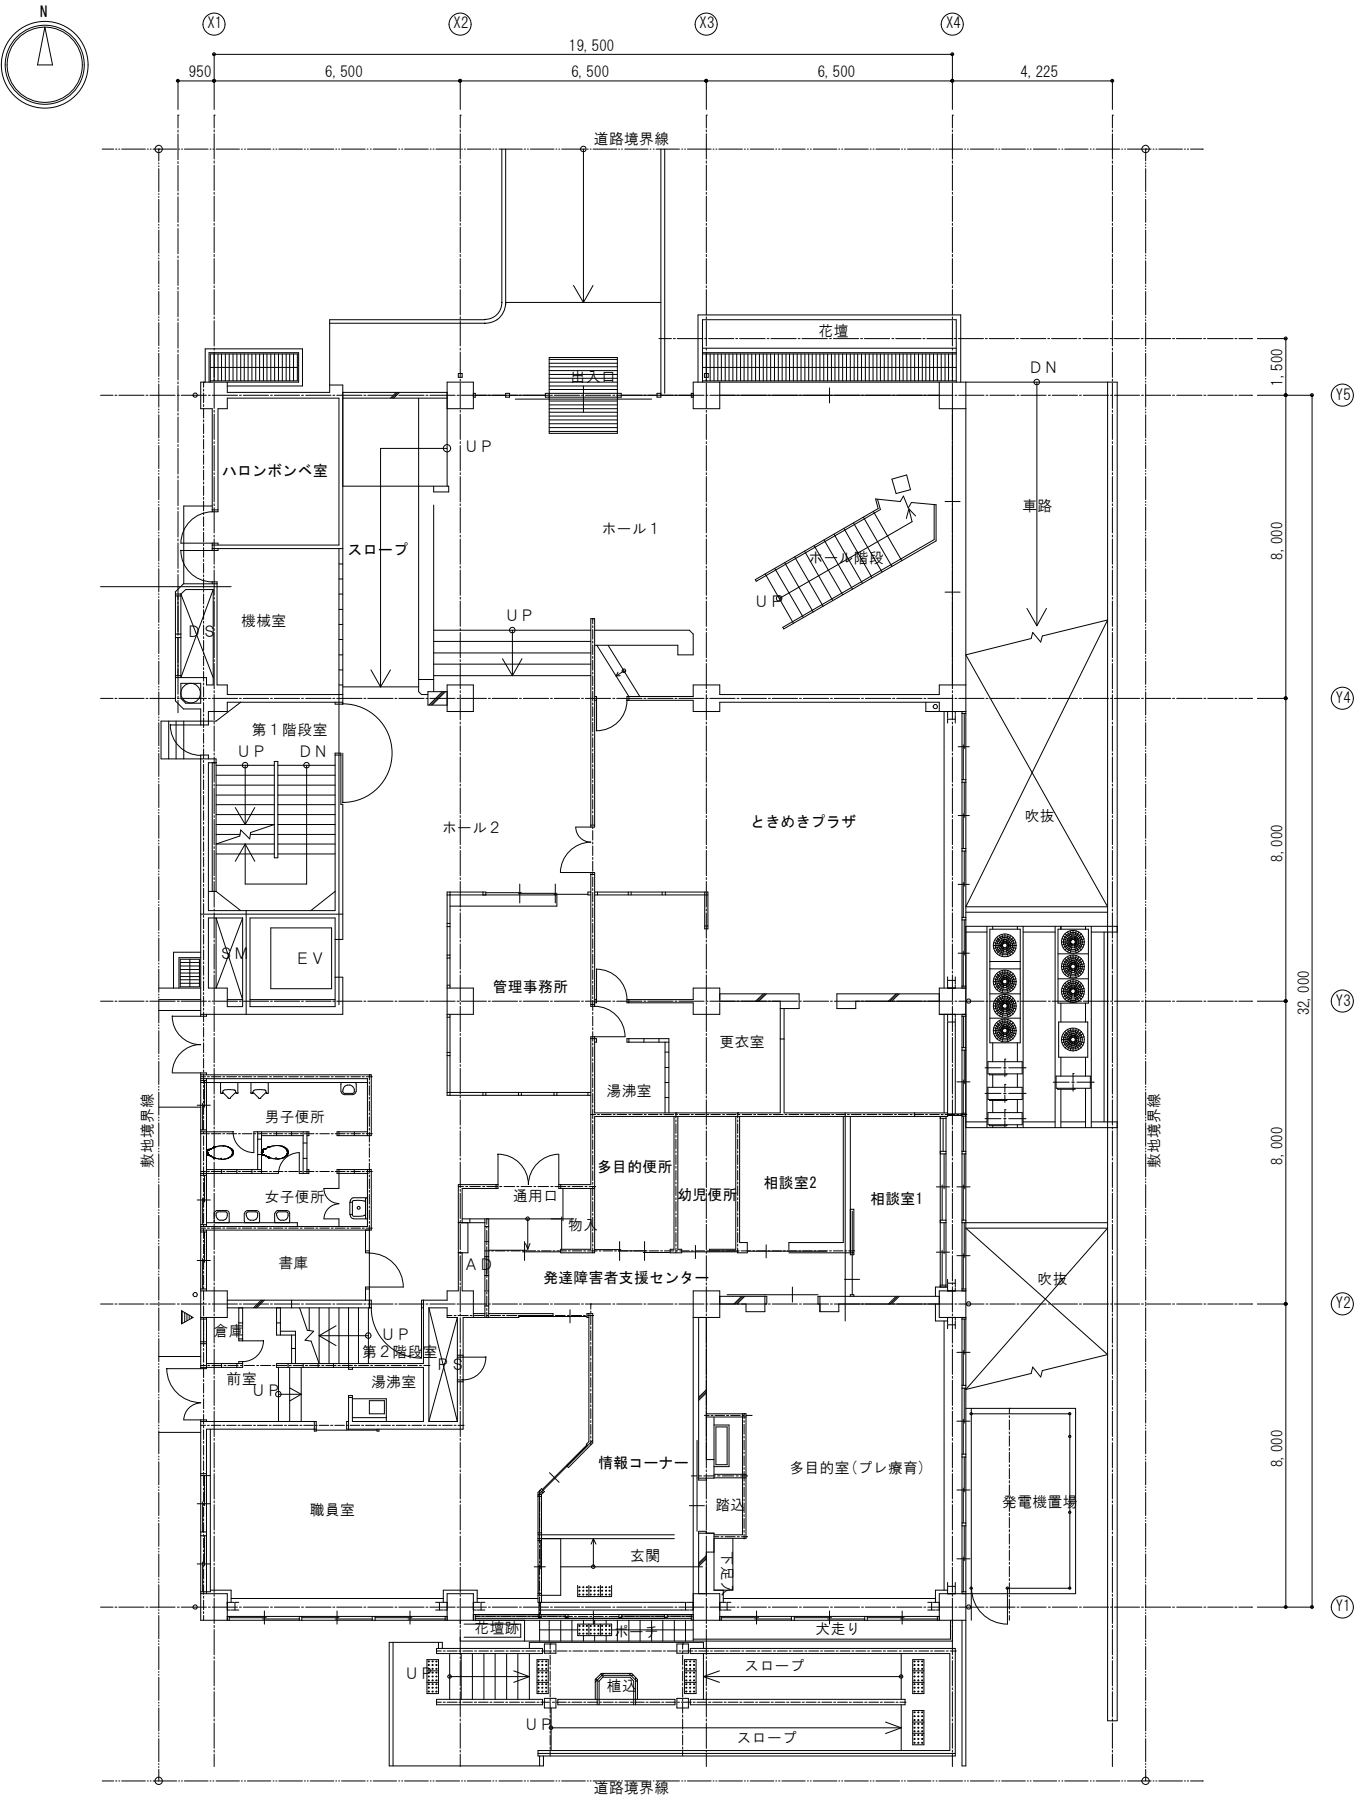 N
X1
X2
X3
X4
19,500
950
6,500
6,500
6,500
4,225
道路境界線
花壇
1,500
出入口
DN
Y5
UP
ハロンボンベ室
車路
ホール1
8,000
スロープ
ホール階段
UP
UP
機械室
DS
Y4
第1階段室
UP
DN
吹抜
ときめきプラザ
ホール2
8,000
SM
EV
管理事務所
32,000
Y3
更衣室
湯沸室
男子便所
敷地境界線
敷地境界線
8,000
多目的便所
幼児便所
相談室2
相談室1
女子便所
通用口
物入
書庫
AD
発達障害者支援センター
吹抜
Y2
倉庫
UP
第2階段室
PS
前室
UP
湯沸室
情報コーナー
多目的室(プレ療育)
8,000
職員室
踏込
発電機置場
玄関
下足入
Y1
花壇跡
ポーチ
犬走り
UP
スロープ
植込
UP
スロープ
道路境界線